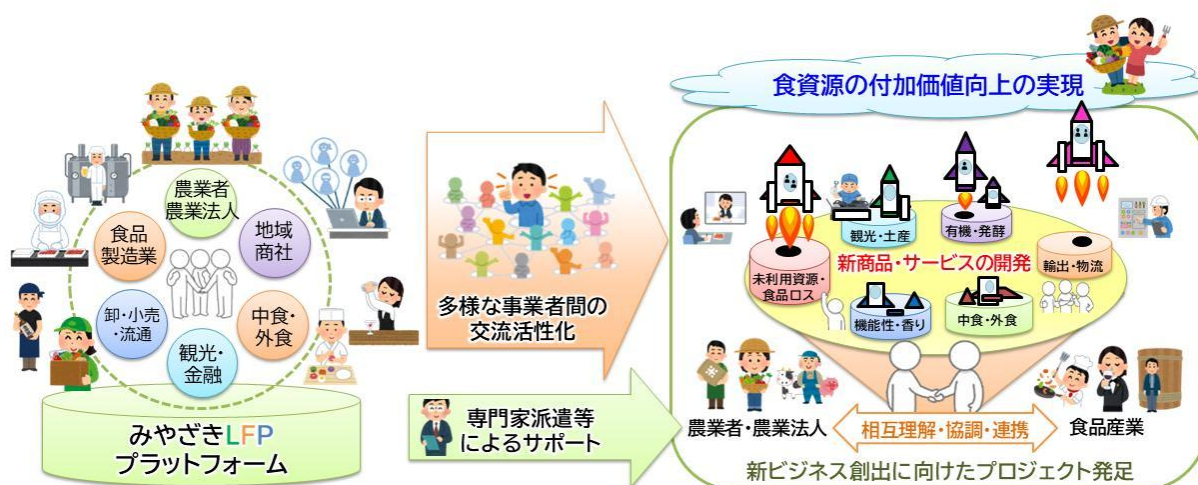 農業者
農業法人
地域
商社
中食・
外食
観光・
金融
卸・小売
・流通
食品
製造業
みやざきLFP
プラットフォーム
多様な事業者間の
交流活性化
専門家派遣等
によるサポート
食資源の付加価値向上の実現
観光・土産
有機・発酵
新商品・サービスの開発
未利用資源・
食品ロス
輸出・物流
機能性・香り
中食・外食
農業者・農業法人
相互理解・協調・連携
食品産業
新ビジネス創出に向けたプロジェクト発足